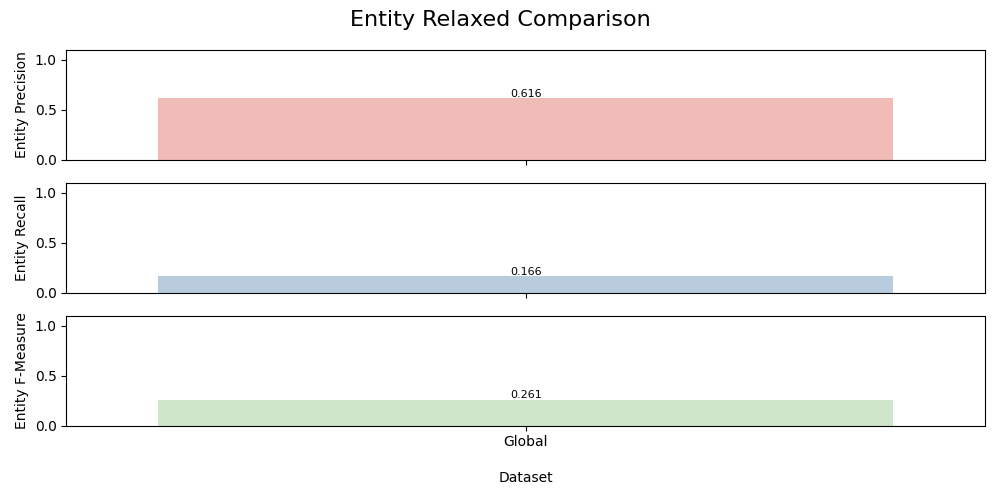 Entity Relaxed Comparison
Entity Precision
1.0
0.5
0.0
0.616
Entity Recall
1.0
0.5
0.0
0.166
Entity F-Measure
1.0
0.5
0.0
0.261
Global
Dataset